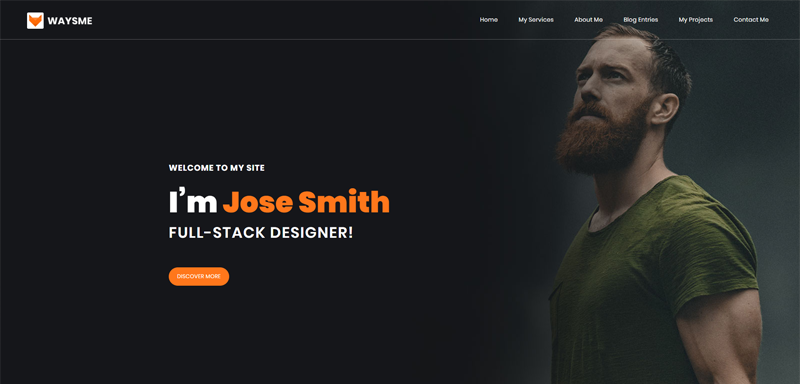 WAYSME
Home My Services About Me Blog Entries My Projects Contact Me
WELCOME TO MY SITE
I'm Jose Smith
FULL-STACK DESIGNER!
DISCOVER MORE